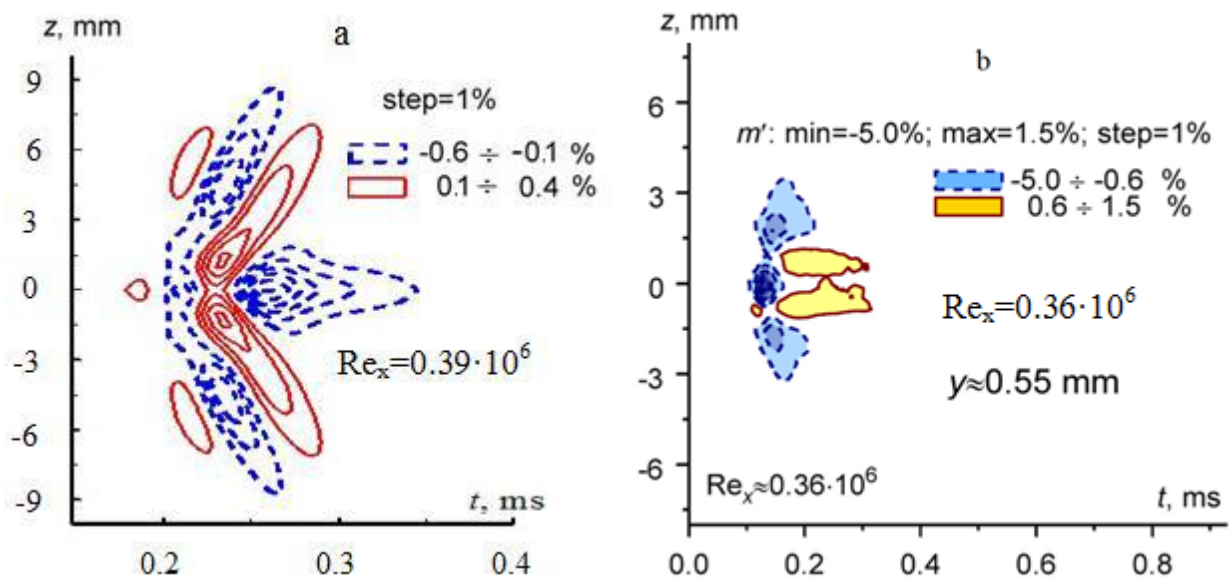 z, mm
a
9
6
3
0
-3
-6
-9
step=1%
-0.6 ÷ -0.1 %
0.1 ÷ 0.4 %
Reₓ=0.39·10⁶
t, ms
0.2
0.3
0.4
z, mm
b
6
3
0
-3
-6
m': min=-5.0%; max=1.5%; step=1%
-5.0 ÷ -0.6 %
0.6 ÷ 1.5 %
Reₓ=0.36·10⁶
y≈0.55 mm
Reₓ≈0.36·10⁶
t, ms
0.0
0.2
0.4
0.6
0.8